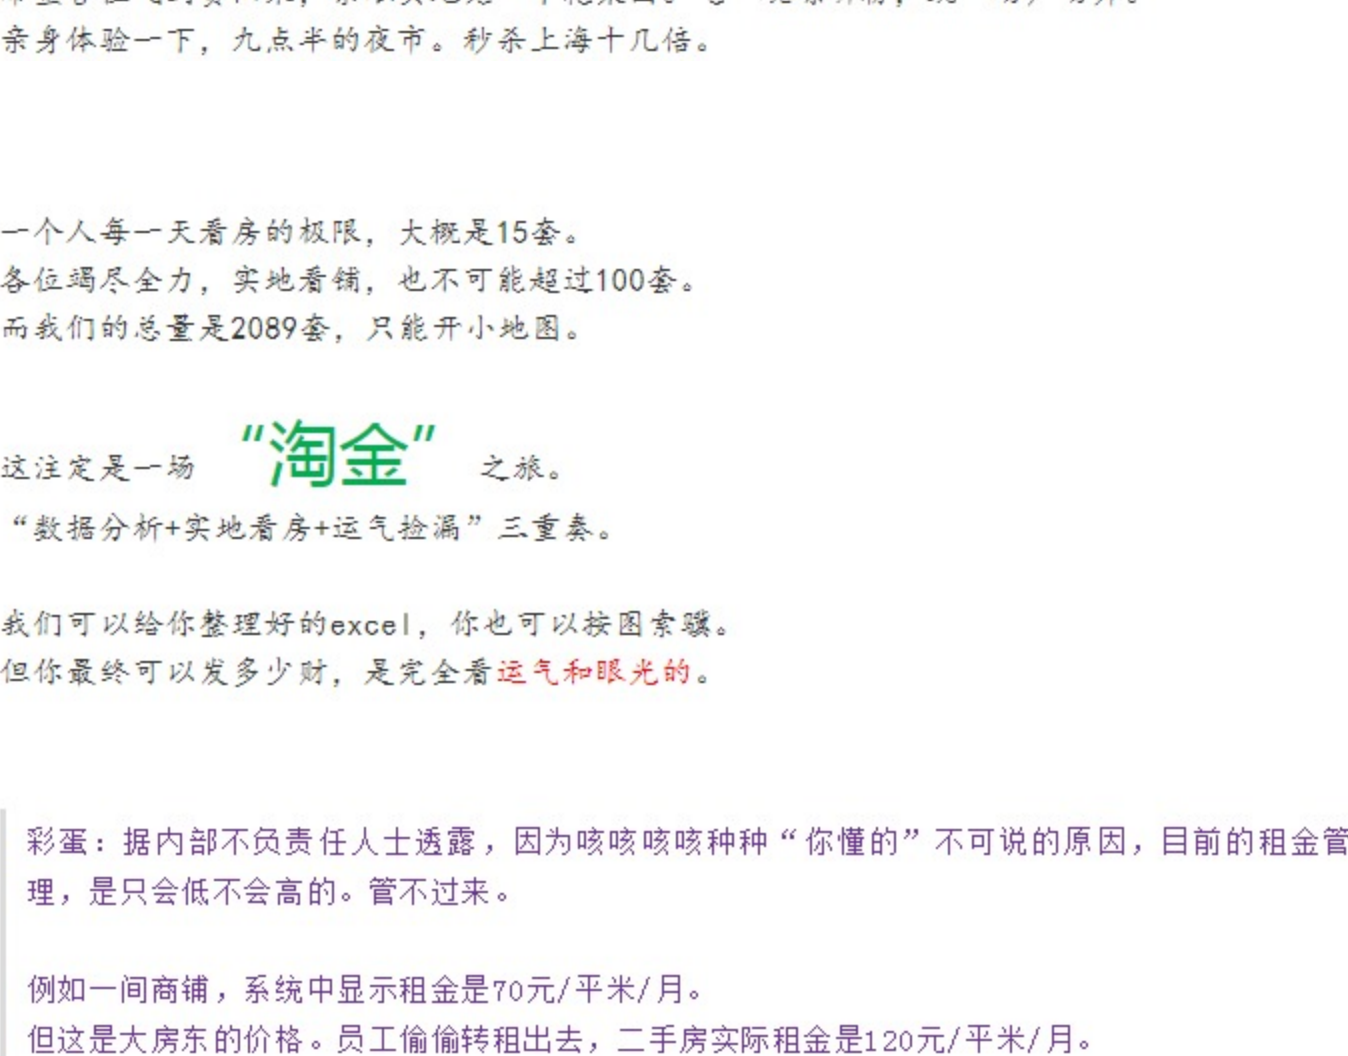 亲身体验一下，九点半的夜市。秒杀上海十几倍。
一个人每一天看房的极限，大概是15套。
各位竭尽全力，实地看铺，也不可能超过100套。
而我们的总量是2089套，只能开小地图。
这注定是一场 “淘金” 之旅。
“数据分析+实地看房+运气捡漏”三重奏。
我们可以给你整理好的excel，你也可以按图索骥。
但你最终可以发多少财，是完全看运气和眼光的。
彩蛋：据内部不负责任人士透露，因为咳咳咳咳种种“你懂的”不可说的原因，目前的租金管
理，是只会低不会高的。管不过来。
例如一间商铺，系统中显示租金是70元/平米/月。
但这是大房东的价格。员工偷偷转租出去，二手房实际租金是120元/平米/月。